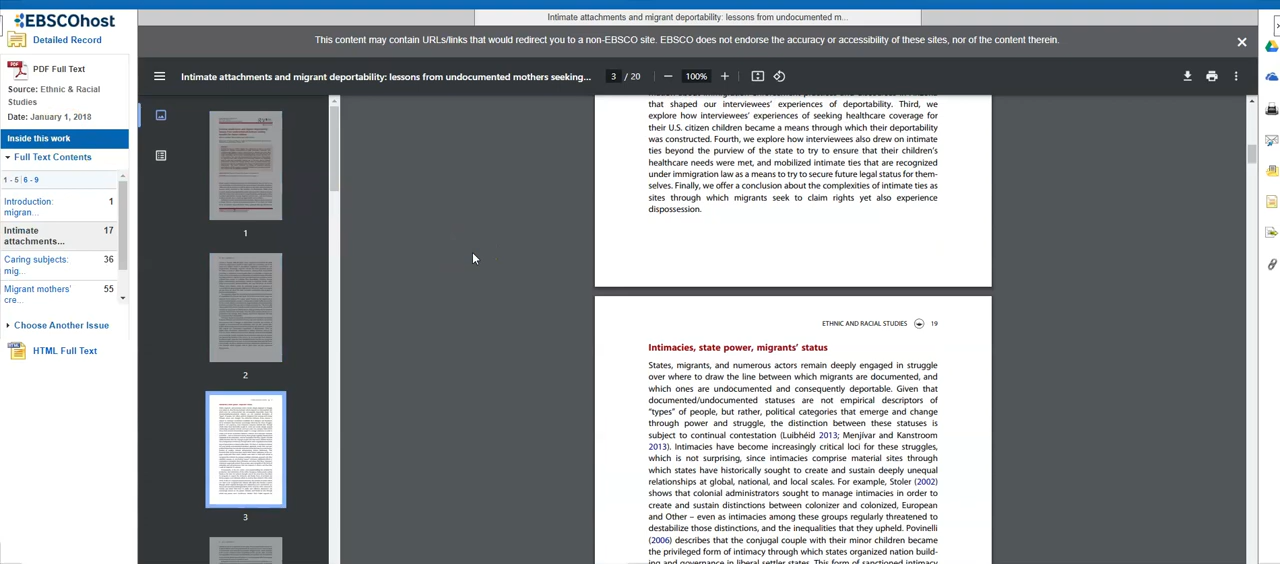 EBSCOhost
Detailed Record
PDF Full Text
Source: Ethnic & Racial
Studies
Date: January 1, 2018
Inside this work
Full Text Contents
1 - 5 6 - 9
Introduction: 1
migran...
Intimate 17
attachments...
Caring subjects: 36
mig...
Migrant mothers' 55
cre...
Choose Another Issue
HTML Full Text
Intimate attachments and migrant deportability: lessons from undocumented m...
This content may contain URLs/links that would redirect you to a non-EBSCO site. EBSCO does not endorse the accuracy or accessibility of these sites, nor of the content therein.
Intimate attachments and migrant deportability: lessons from undocumented mothers seeking... 3 / 20 100%
1
2
3
that shaped our interviewees' experiences of deportability. Third, we
explore how interviewees' experiences of seeking healthcare coverage for
their U.S. citizen children became a means through which their deportability
was constructed. Fourth, we explore how interviewees also drew on intimate
ties beyond the purview of the state to try to ensure that their children's
healthcare needs were met, and mobilized intimate ties that are recognized
under immigration law as a means to try to secure future legal status for them-
selves. Finally, we offer a conclusion about the complexities of intimate ties as
sites through which migrants seek to claim rights yet also experience
dispossession.
ETHNIC AND RACIAL STUDIES 19
Intimacies, state power, migrants' status
States, migrants, and numerous actors remain deeply engaged in struggle
over where to draw the line between which migrants are documented, and
which ones are undocumented and consequently deportable. Given that
documented/undocumented statuses are not empirical descriptors of
"types" of people, but rather, political categories that emerge and change
through power and struggle, the distinction between these statuses is
subject to continual contestation (Luibhéid 2013; Menjívar and Kanstroom
2013). Intimacies have become increasingly critical loci for these struggles,
which is not surprising, since intimacies comprise material sites through
which states have historically sought to create and sustain deeply unequal
relationships at global, national, and local scales. For example, Stoler (2002)
shows that colonial administrators sought to manage intimacies in order to
create and sustain distinctions between colonizer and colonized, European
and Other – even as intimacies among these groups regularly threatened to
destabilize those distinctions, and the inequalities that they upheld. Povinelli
(2006) describes that the conjugal couple with their minor children became
the privileged form of intimacy through which states organized nation build-
ing and governance in liberal settler states. This form of sanctioned intimacy